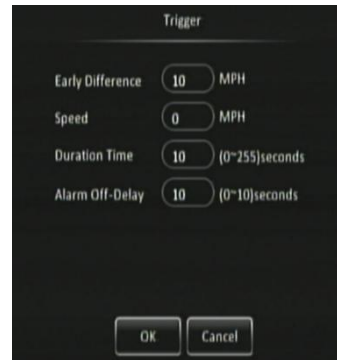 Trigger
Early Difference 10 MPH
Speed 0 MPH
Duration Time 10 (0~255)seconds
Alarm Off-Delay 10 (0~10)seconds
OK Cancel